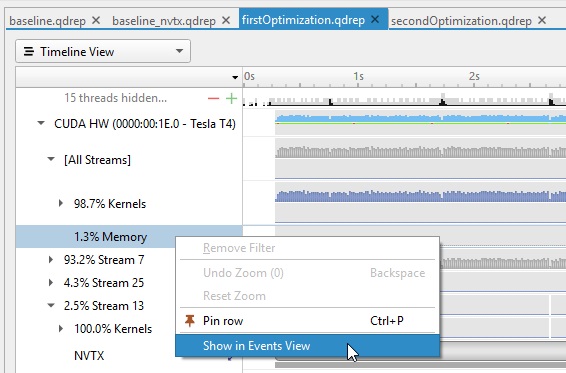 baseline.qdrep baseline_nvtx.qdrep firstOptimization.qdrep secondOptimization.qdrep
Timeline View
0s 1s 2s
15 threads hidden...
CUDA HW (0000:00:1E.0 - Tesla T4)
[All Streams]
98.7% Kernels
1.3% Memory
Remove Filter
93.2% Stream 7
Undo Zoom (0) Backspace
4.3% Stream 25
Reset Zoom
2.5% Stream 13
Pin row Ctrl+P
100.0% Kernels
Show in Events View
NVTX